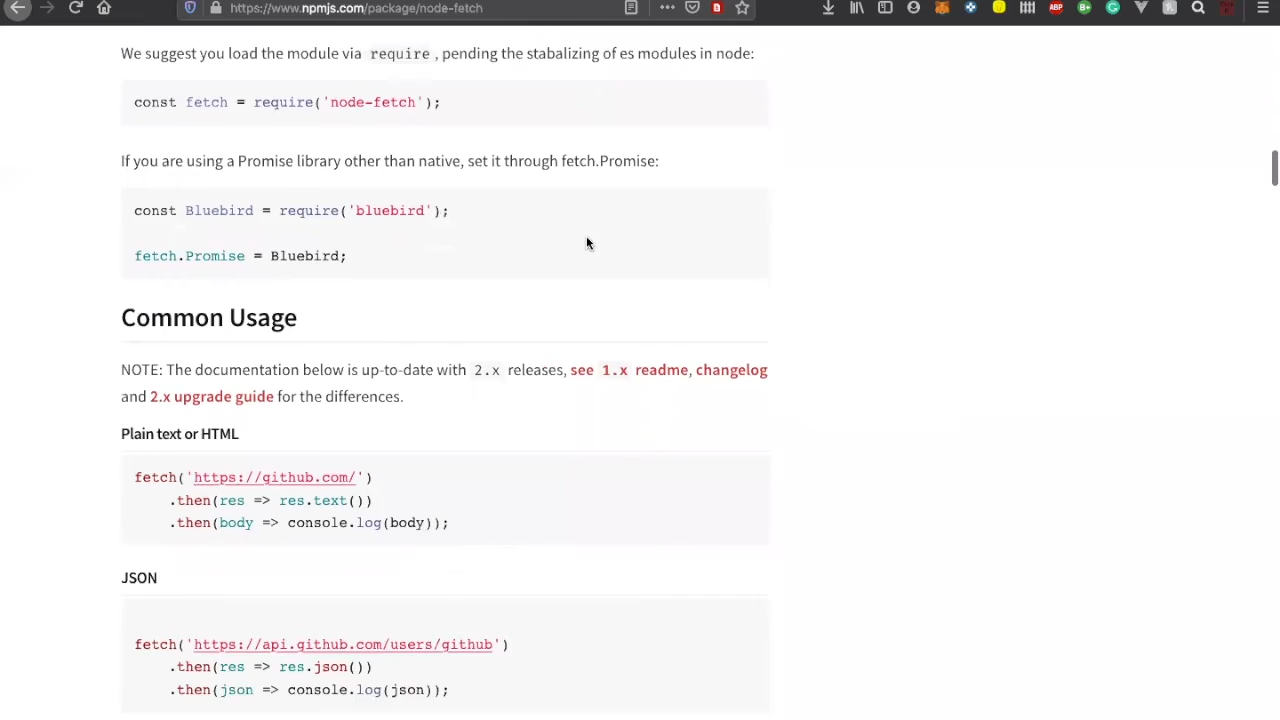 https://www.npmjs.com/package/node-fetch
ABP
We suggest you load the module via require, pending the stabalizing of es modules in node:
const fetch = require('node-fetch');
If you are using a Promise library other than native, set it through fetch.Promise:
const Bluebird = require('bluebird');
fetch.Promise = Bluebird;
Common Usage
NOTE: The documentation below is up-to-date with 2.x releases, see 1.x readme, changelog
and 2.x upgrade guide for the differences.
Plain text or HTML
fetch('https://github.com/')
.then(res => res.text())
.then(body => console.log(body));
JSON
fetch('https://api.github.com/users/github')
.then(res => res.json())
.then(json => console.log(json));